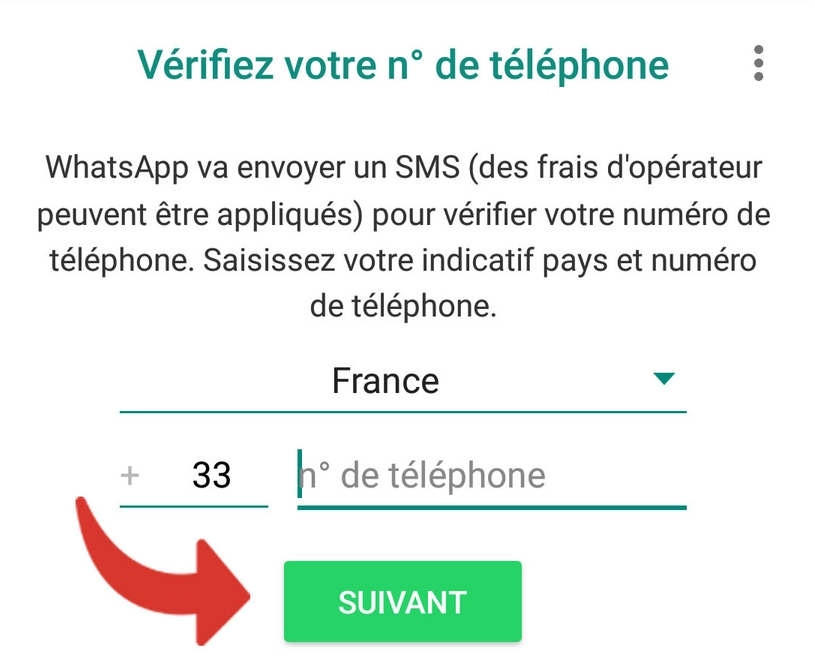 Vérifiez votre n° de téléphone
WhatsApp va envoyer un SMS (des frais d'opérateur
peuvent être appliqués) pour vérifier votre numéro de
téléphone. Saisissez votre indicatif pays et numéro
de téléphone.
France
+ 33 n° de téléphone
SUIVANT